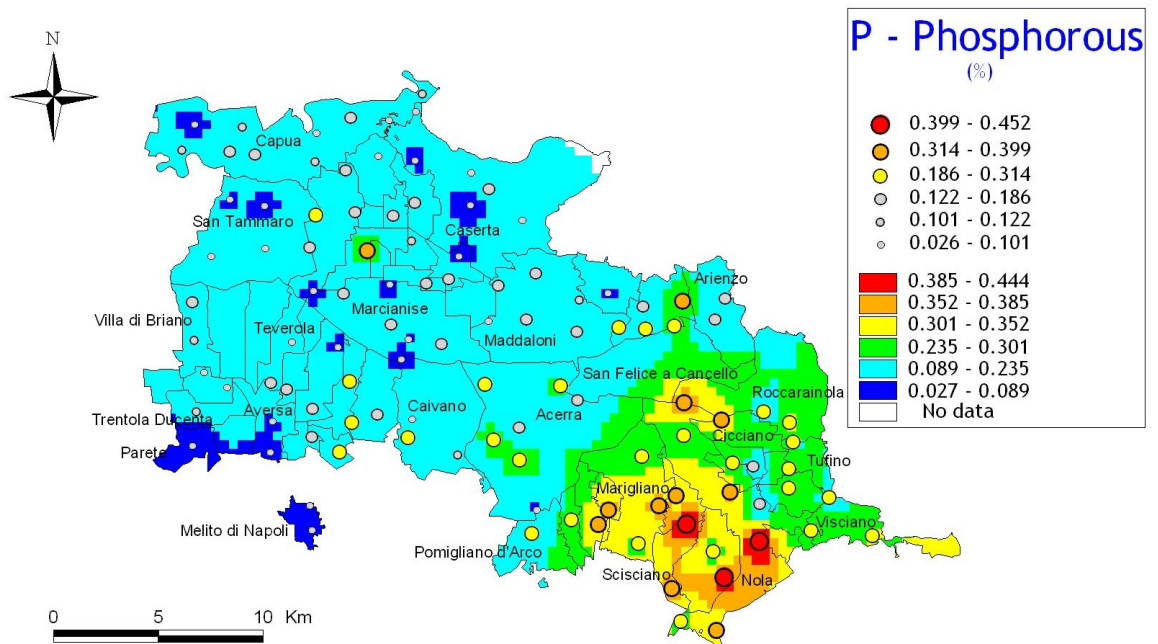 P - Phosphorous
(%)
N
0.399 - 0.452
0.314 - 0.399
0.186 - 0.314
0.122 - 0.186
0.101 - 0.122
0.026 - 0.101
0.385 - 0.444
0.352 - 0.385
0.301 - 0.352
0.235 - 0.301
0.089 - 0.235
0.027 - 0.089
No data
Capua
San Tammaro
Caserta
Arienzo
Villa di Briano
Teverola
Marcianise
Maddaloni
San Felice a Cancello
Roccarainola
Trentola Ducenta
Aversa
Caivano
Acerra
Cicciano
Parete
Tufino
Marigliano
Melito di Napoli
Visciano
Pomigliano d'Arco
Scisciano
Nola
0 5 10 Km